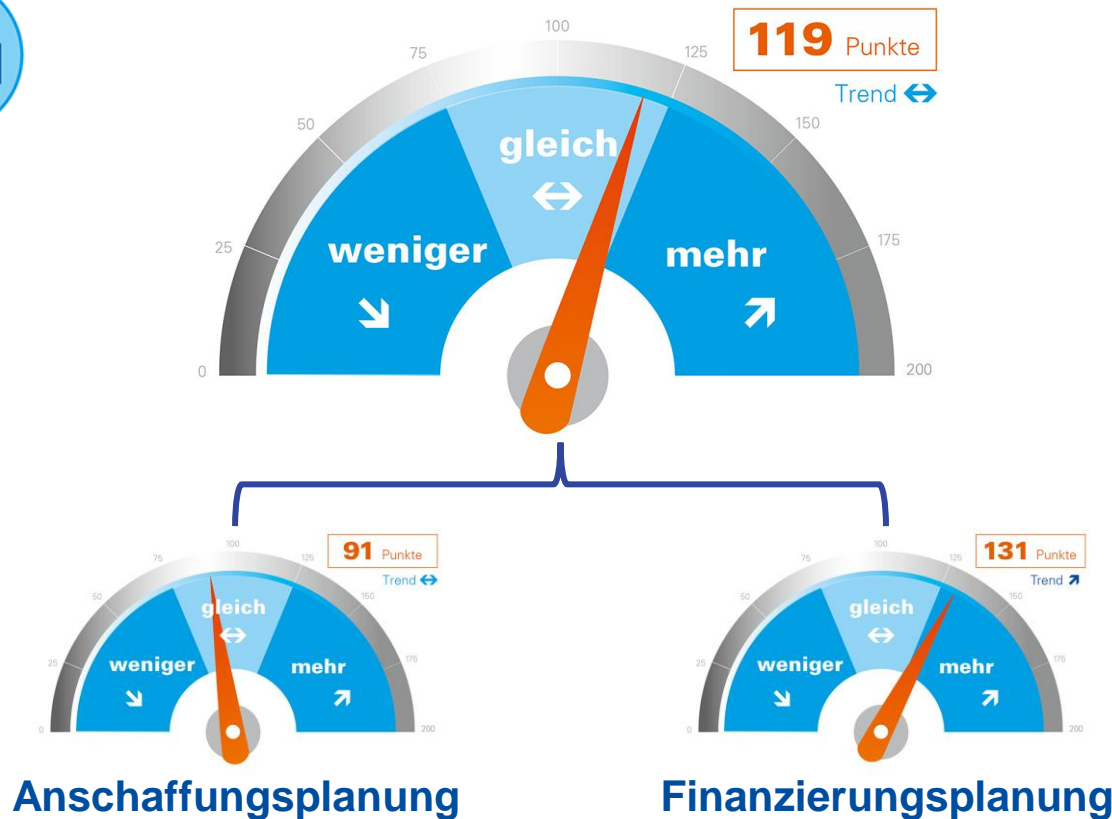 100
119 Punkte
75
125
Trend
50
150
gleich
25
175
weniger
mehr
0
200
100
91 Punkte
75
125
Trend
50
150
gleich
25
175
weniger
mehr
0
200
100
131 Punkte
75
125
Trend
50
150
gleich
25
175
weniger
mehr
0
200
Anschaffungsplanung
Finanzierungsplanung